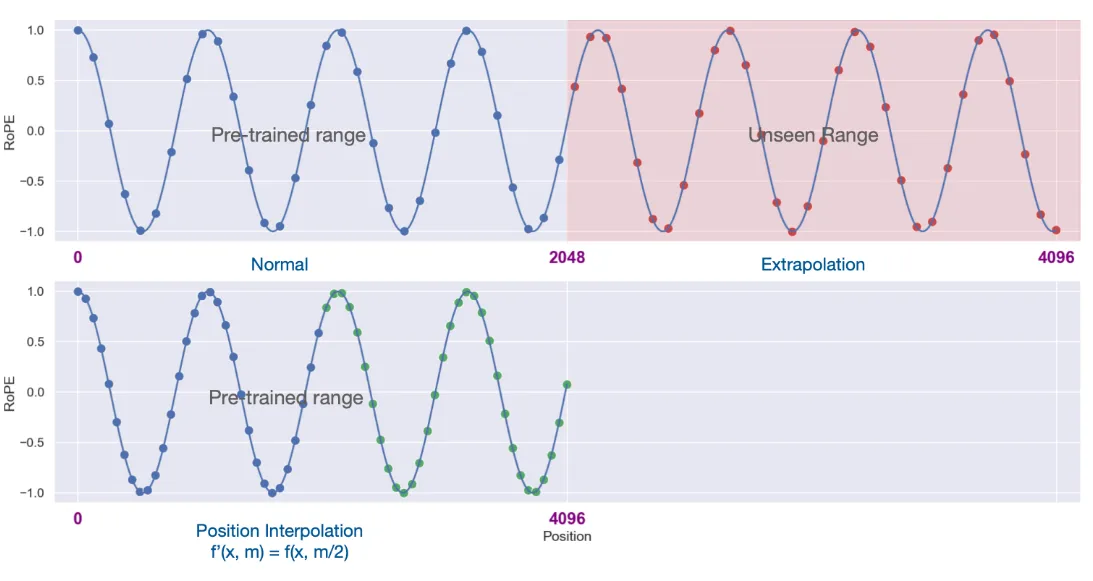 1.0
0.5
0.0
−0.5
−1.0
RoPE
Pre-trained range
Unseen Range
0
2048
4096
Normal
Extrapolation
1.0
0.5
0.0
−0.5
−1.0
RoPE
Pre-trained range
0
4096
Position
Position Interpolation
f'(x, m) = f(x, m/2)